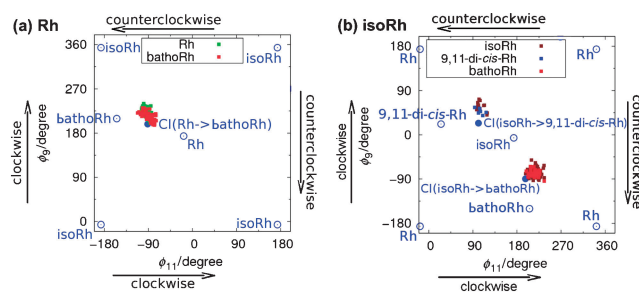 counterclockwise
(a) Rh
360
270
180
90
0
ϕ9/degree
clockwise
counterclockwise
-180
-90
0
90
180
ϕ11/degree
clockwise
Rh
bathoRh
isoRh
isoRh
bathoRh
CI(Rh->bathoRh)
Rh
isoRh
isoRh
counterclockwise
(b) isoRh
180
90
0
-90
-180
ϕ9/degree
clockwise
counterclockwise
0
90
180
270
360
ϕ11/degree
clockwise
isoRh
9,11-di-cis-Rh
bathoRh
Rh
Rh
9,11-di-cis-Rh
CI(isoRh->9,11-di-cis-Rh)
isoRh
CI(isoRh->bathoRh)
bathoRh
Rh
Rh